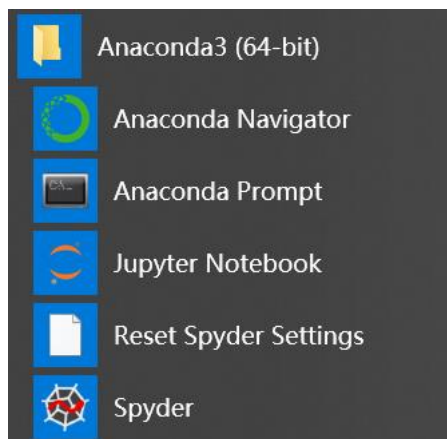 Anaconda3 (64-bit)
Anaconda Navigator
C:\_
Anaconda Prompt
Jupyter Notebook
Reset Spyder Settings
Spyder